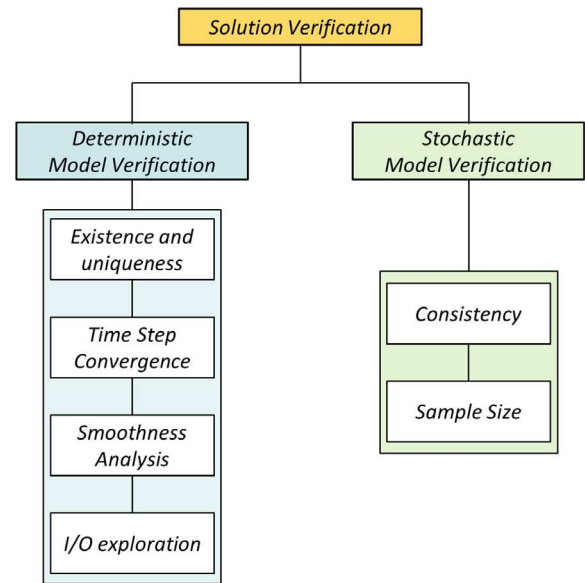 Solution Verification
Deterministic
Model Verification
Stochastic
Model Verification
Existence and
uniqueness
Time Step
Convergence
Smoothness
Analysis
I/O exploration
Consistency
Sample Size